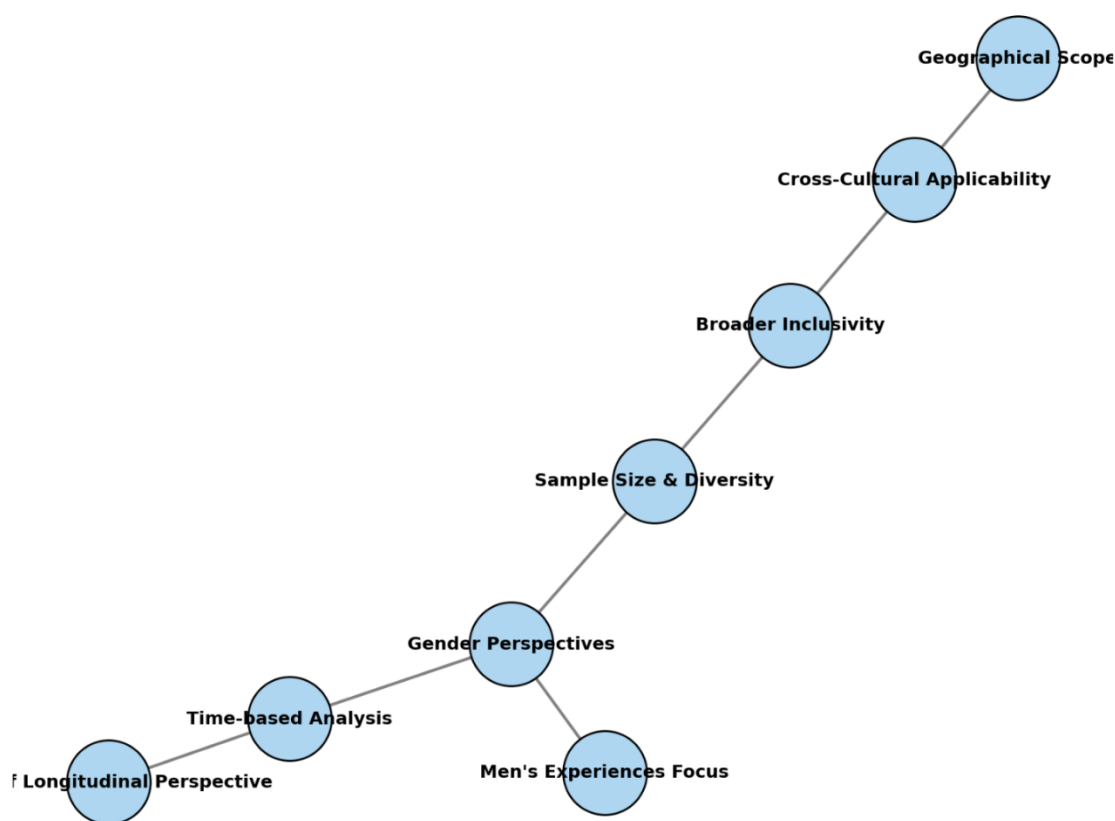 Geographical Scope
Cross-Cultural Applicability
Broader Inclusivity
Sample Size & Diversity
Gender Perspectives
Time-based Analysis
Men's Experiences Focus
Longitudinal Perspective